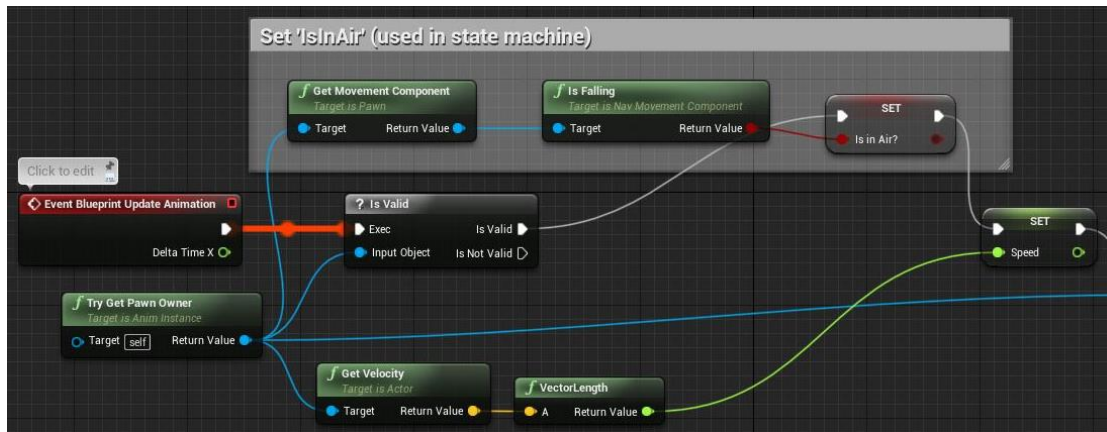 Set 'IsInAir' (used in state machine)
Get Movement Component
Target is Pawn
Target Return Value
Is Falling
Target is Nav Movement Component
Target Return Value
SET
Is in Air?
Click to edit
Event Blueprint Update Animation
Delta Time X
? Is Valid
Exec Is Valid
Input Object Is Not Valid
SET
Speed
Try Get Pawn Owner
Target is Anim Instance
Target self Return Value
Get Velocity
Target is Actor
Target Return Value
VectorLength
A Return Value